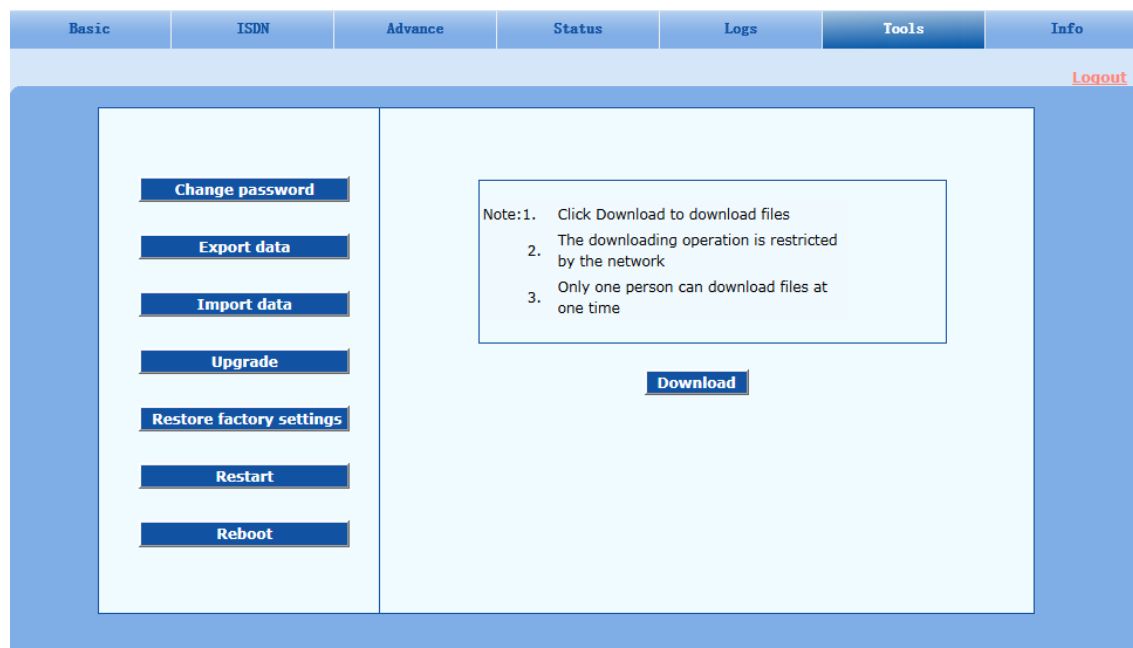 Basic ISDN Advance Status Logs Tools Info
Logout
Change password
Export data
Import data
Upgrade
Restore factory settings
Restart
Reboot
Note:1. Click Download to download files
2. The downloading operation is restricted
by the network
3. Only one person can download files at
one time
Download